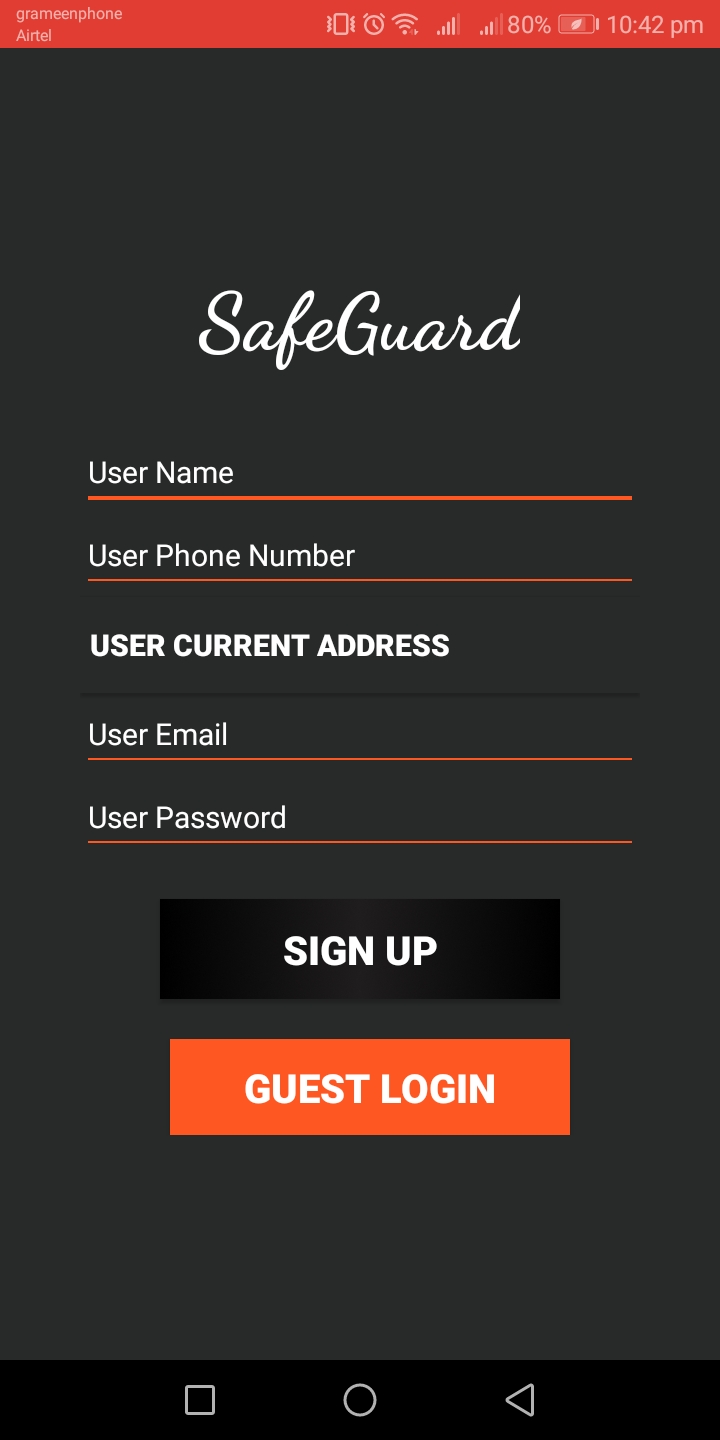 grameenphone
Airtel
80% 10:42 pm
SafeGuard
User Name
User Phone Number
USER CURRENT ADDRESS
User Email
User Password
SIGN UP
GUEST LOGIN